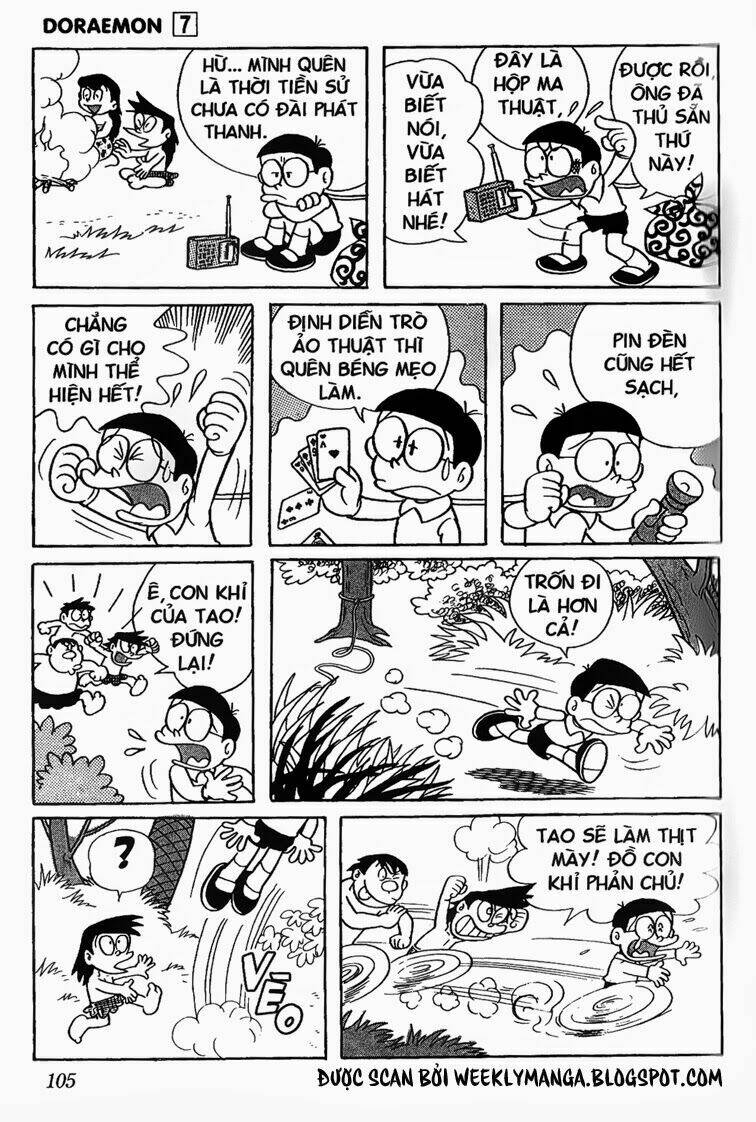 DORAEMON 7
ĐƯỢC RỒI,
ÔNG ĐÃ
THỦ SẴN
THỨ
NÀY!
ĐÂY LÀ
HỘP MA
THUẬT,
VỪA
BIẾT
NÓI,
VỪA
BIẾT
HÁT
NHÉ!
HỪ... MÌNH QUÊN
LÀ THỜI TIỀN SỬ
CHƯA CÓ ĐÀI PHÁT
THANH.
PIN ĐÈN
CŨNG HẾT
SẠCH,
ĐỊNH DIỄN TRÒ
ẢO THUẬT THÌ
QUÊN BÉNG MẸO
LÀM.
CHẲNG
CÓ GÌ CHO
MÌNH THỂ
HIỆN HẾT!
TRỐN ĐI
LÀ HƠN
CẢ!
Ê, CON KHỈ
CỦA TAO!
ĐỨNG
LẠI!
TAO SẼ LÀM THỊT
MÀY! ĐỒ CON
KHỈ PHẢN CHỦ!
?
VÈO
105
ĐƯỢC SCAN BỞI WEEKLYMANGA.BLOGSPOT.COM